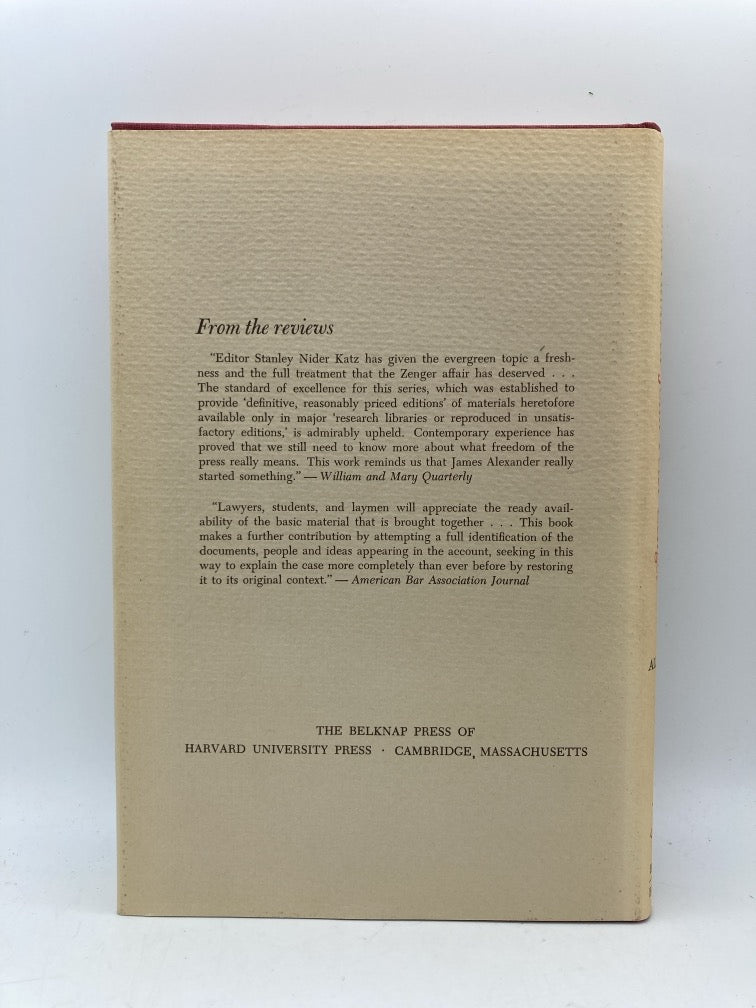 From the reviews
"Editor Stanley Nider Katz has given the evergreen topic a fresh-
ness and the full treatment that the Zenger affair has deserved . . .
The standard of excellence for this series, which was established to
provide 'definitive, reasonably priced editions' of materials heretofore
available only in major 'research libraries or reproduced in unsatis-
factory editions,' is admirably upheld. Contemporary experience has
proved that we still need to know more about what freedom of the
press really means. This work reminds us that James Alexander really
started something." — William and Mary Quarterly
"Lawyers, students, and laymen will appreciate the ready avail-
ability of the basic material that is brought together . . . This book
makes a further contribution by attempting a full identification of the
documents, people and ideas appearing in the account, seeking in this
way to explain the case more completely than ever before by restoring
it to its original context." — American Bar Association Journal
THE BELKNAP PRESS OF
HARVARD UNIVERSITY PRESS · CAMBRIDGE, MASSACHUSETTS